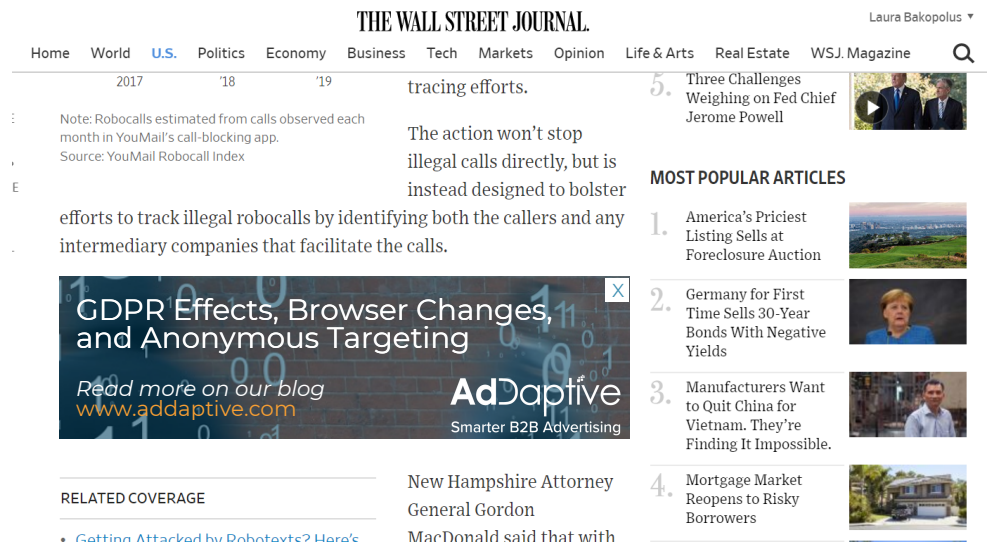 THE WALL STREET JOURNAL.
Laura Bakopolus ▼
Home World U.S. Politics Economy Business Tech Markets Opinion Life & Arts Real Estate WSJ. Magazine
2017 '18 '19
Note: Robocalls estimated from calls observed each
month in YouMail's call-blocking app.
Source: YouMail Robocall Index
E
tracing efforts.
The action won't stop
illegal calls directly, but is
instead designed to bolster
efforts to track illegal robocalls by identifying both the callers and any
intermediary companies that facilitate the calls.
X
GDPR Effects, Browser Changes,
and Anonymous Targeting
Read more on our blog
www.addaptive.com
AdDaptive
Smarter B2B Advertising
RELATED COVERAGE
• Getting Attacked by Robotexts? Here's
New Hampshire Attorney
General Gordon
MacDonald said that with
5. Three Challenges
Weighing on Fed Chief
Jerome Powell
MOST POPULAR ARTICLES
1. America's Priciest
Listing Sells at
Foreclosure Auction
2. Germany for First
Time Sells 30-Year
Bonds With Negative
Yields
3. Manufacturers Want
to Quit China for
Vietnam. They're
Finding It Impossible.
4. Mortgage Market
Reopens to Risky
Borrowers